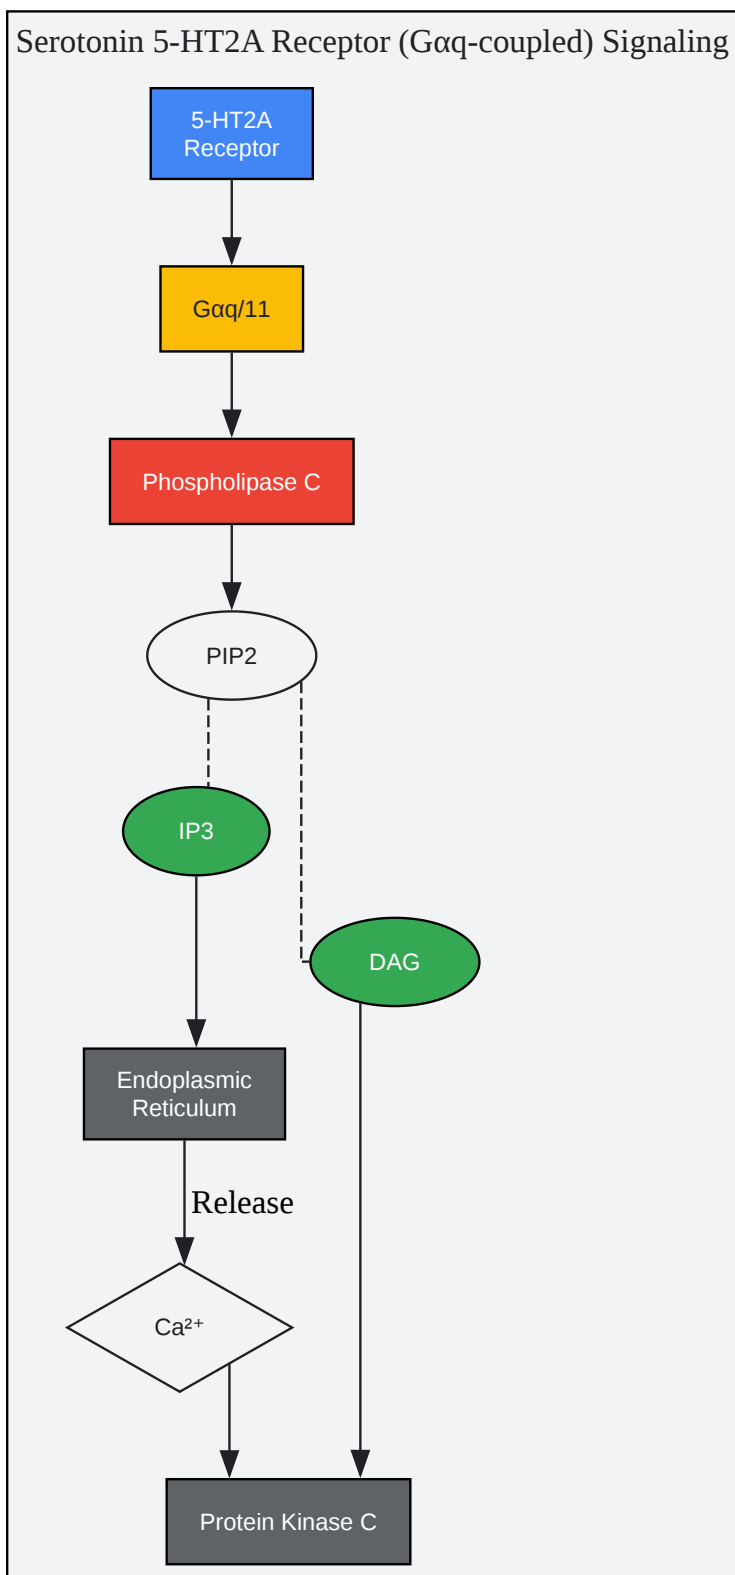 Serotonin 5-HT2A Receptor (Gαq-coupled) Signaling
5-HT2A
Receptor
Gαq/11
Phospholipase C
PIP2
IP3
DAG
Endoplasmic
Reticulum
Release
Ca²⁺
Protein Kinase C